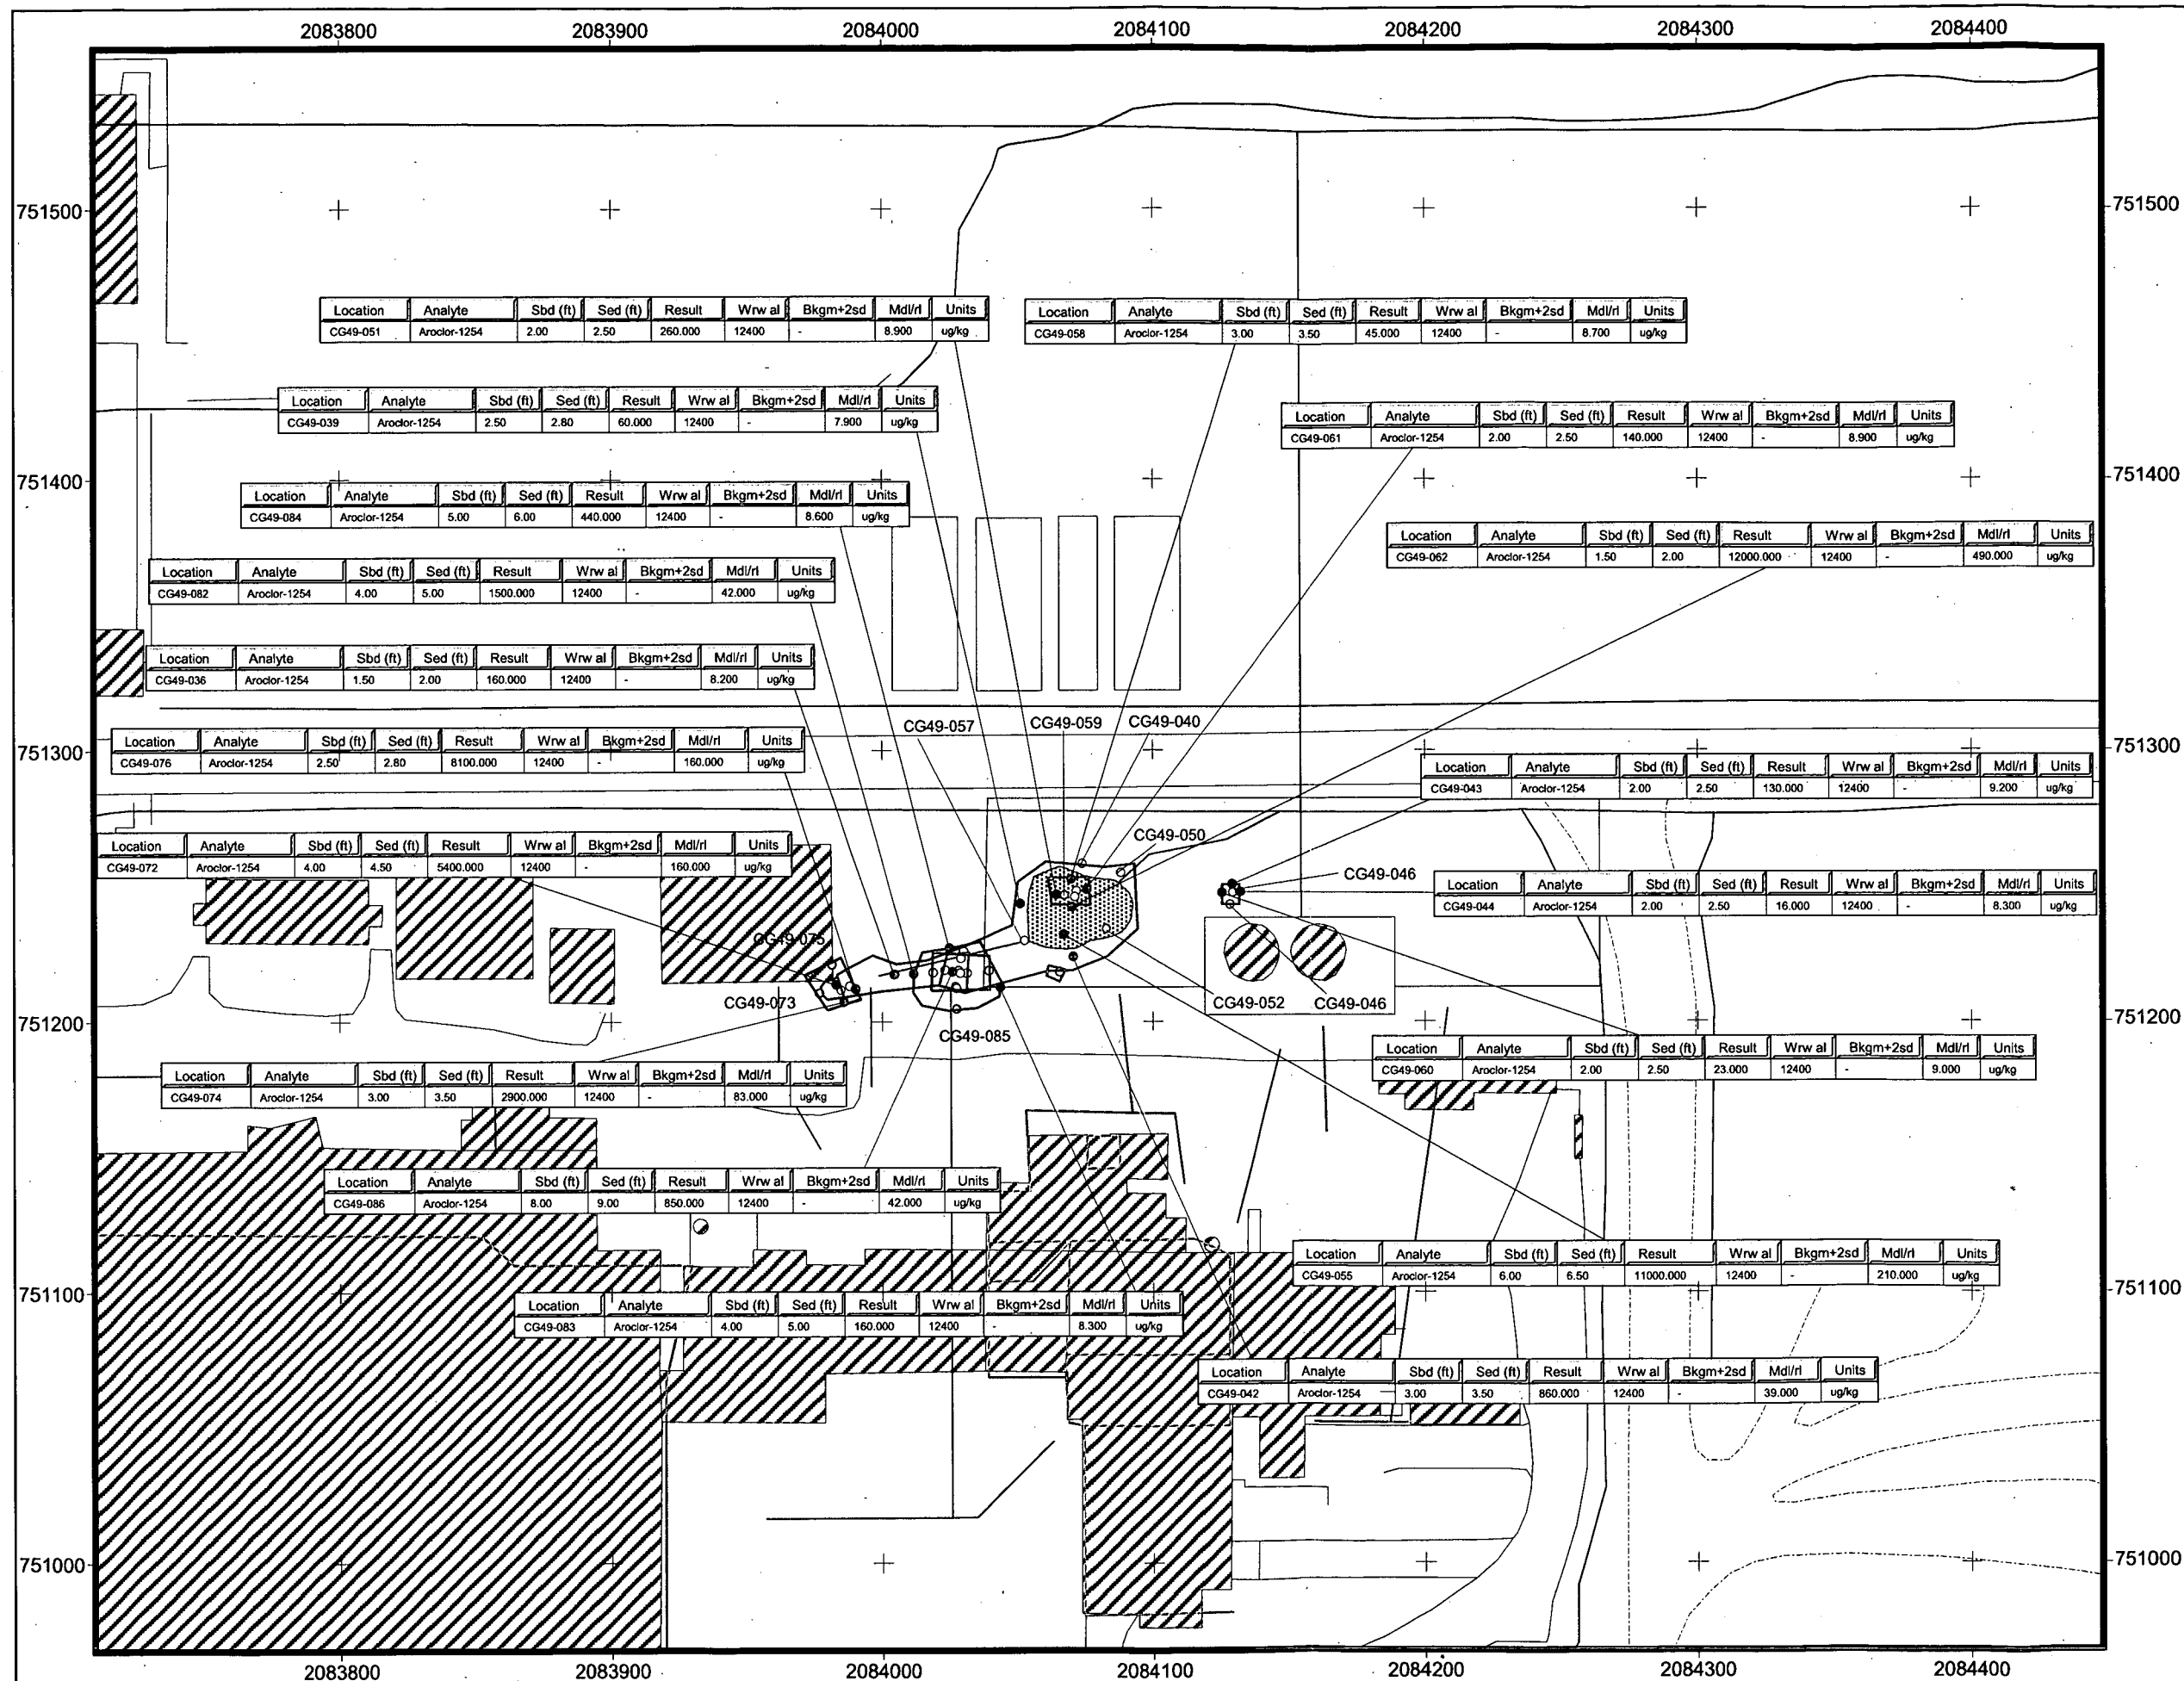 2083800 2083900 2084000 2084100 2084200 2084300 2084400
751500 751500
Location Analyte Sbd (ft) Sed (ft) Result Wrw al Bkgm+2sd Mdl/rl Units
CG49-051 Aroclor-1254 2.00 2.50 260.000 12400 - 8.900 ug/kg
Location Analyte Sbd (ft) Sed (ft) Result Wrw al Bkgm+2sd Mdl/rl Units
CG49-058 Aroclor-1254 3.00 3.50 45.000 12400 - 8.700 ug/kg
Location Analyte Sbd (ft) Sed (ft) Result Wrw al Bkgm+2sd Mdl/rl Units
CG49-039 Aroclor-1254 2.50 2.80 60.000 12400 - 7.900 ug/kg
Location Analyte Sbd (ft) Sed (ft) Result Wrw al Bkgm+2sd Mdl/rl Units
CG49-061 Aroclor-1254 2.00 2.50 140.000 12400 - 8.900 ug/kg
751400 751400
Location Analyte Sbd (ft) Sed (ft) Result Wrw al Bkgm+2sd Mdl/rl Units
CG49-084 Aroclor-1254 5.00 6.00 440.000 12400 - 8.600 ug/kg
Location Analyte Sbd (ft) Sed (ft) Result Wrw al Bkgm+2sd Mdl/rl Units
CG49-062 Aroclor-1254 1.50 2.00 12000.000 12400 - 490.000 ug/kg
Location Analyte Sbd (ft) Sed (ft) Result Wrw al Bkgm+2sd Mdl/rl Units
CG49-082 Aroclor-1254 4.00 5.00 1500.000 12400 - 42.000 ug/kg
Location Analyte Sbd (ft) Sed (ft) Result Wrw al Bkgm+2sd Mdl/rl Units
CG49-036 Aroclor-1254 1.50 2.00 160.000 12400 - 8.200 ug/kg
CG49-057 CG49-059 CG49-040
751300 751300
Location Analyte Sbd (ft) Sed (ft) Result Wrw al Bkgm+2sd Mdl/rl Units
CG49-076 Aroclor-1254 2.50 2.80 8100.000 12400 - 160.000 ug/kg
Location Analyte Sbd (ft) Sed (ft) Result Wrw al Bkgm+2sd Mdl/rl Units
CG49-043 Aroclor-1254 2.00 2.50 130.000 12400 - 9.200 ug/kg
CG49-050
Location Analyte Sbd (ft) Sed (ft) Result Wrw al Bkgm+2sd Mdl/rl Units
CG49-072 Aroclor-1254 4.00 4.50 5400.000 12400 - 160.000 ug/kg
CG49-046
Location Analyte Sbd (ft) Sed (ft) Result Wrw al Bkgm+2sd Mdl/rl Units
CG49-044 Aroclor-1254 2.00 2.50 16.000 12400 - 8.300 ug/kg
CG49-075
CG49-073 CG49-052 CG49-046
751200 751200
CG49-085
Location Analyte Sbd (ft) Sed (ft) Result Wrw al Bkgm+2sd Mdl/rl Units
CG49-060 Aroclor-1254 2.00 2.50 23.000 12400 - 9.000 ug/kg
Location Analyte Sbd (ft) Sed (ft) Result Wrw al Bkgm+2sd Mdl/rl Units
CG49-074 Aroclor-1254 3.00 3.50 2900.000 12400 - 83.000 ug/kg
Location Analyte Sbd (ft) Sed (ft) Result Wrw al Bkgm+2sd Mdl/rl Units
CG49-086 Aroclor-1254 8.00 9.00 850.000 12400 - 42.000 ug/kg
Location Analyte Sbd (ft) Sed (ft) Result Wrw al Bkgm+2sd Mdl/rl Units
CG49-055 Aroclor-1254 6.00 6.50 11000.000 12400 - 210.000 ug/kg
751100 751100
Location Analyte Sbd (ft) Sed (ft) Result Wrw al Bkgm+2sd Mdl/rl Units
CG49-083 Aroclor-1254 4.00 5.00 160.000 12400 - 8.300 ug/kg
Location Analyte Sbd (ft) Sed (ft) Result Wrw al Bkgm+2sd Mdl/rl Units
CG49-042 Aroclor-1254 3.00 3.50 860.000 12400 - 39.000 ug/kg
751000 751000
2083800 2083900 2084000 2084100 2084200 2084300 2084400